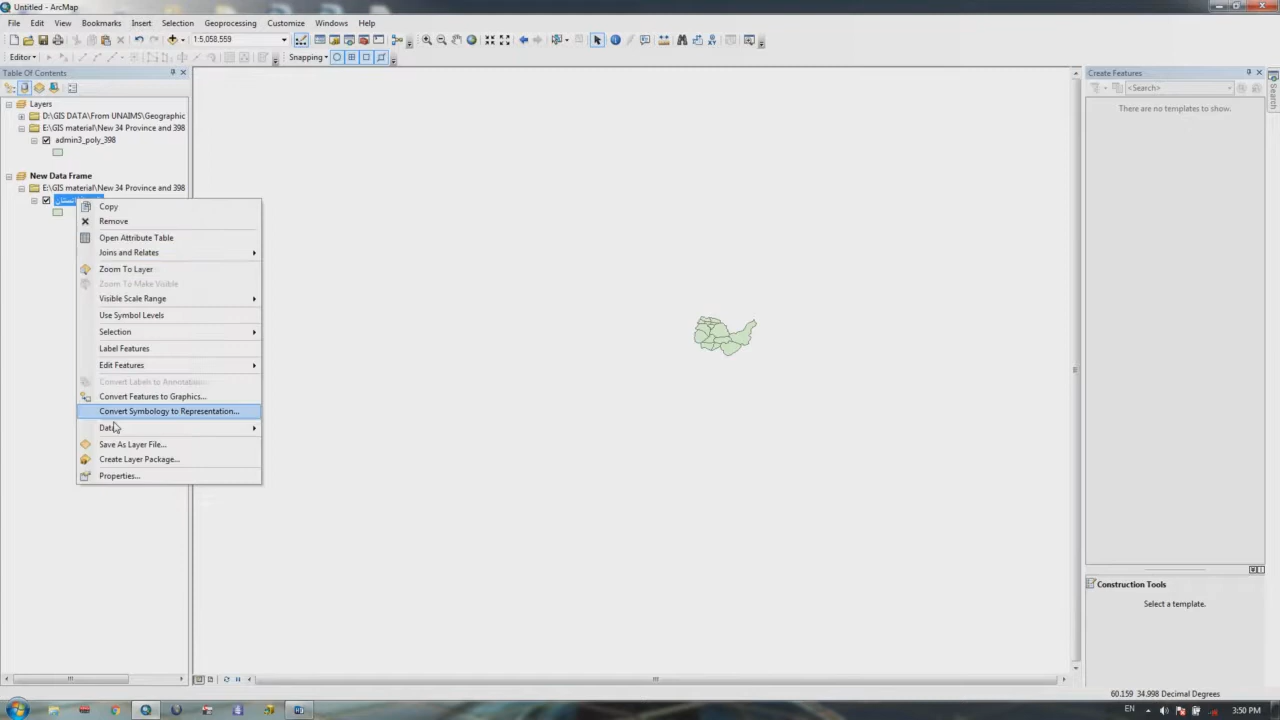 Untitled - ArcMap
File Edit View Bookmarks Insert Selection Geoprocessing Customize Windows Help
1:5,058,559
Editor Snapping
Table Of Contents
Layers
D:\GIS DATA\From UNAIMS\Geographic
E:\GIS material\New 34 Province and 398
admin3_poly_398
New Data Frame
E:\GIS material\New 34 Province and 398
Copy
Remove
Open Attribute Table
Joins and Relates
Zoom To Layer
Zoom To Make Visible
Visible Scale Range
Use Symbol Levels
Selection
Label Features
Edit Features
Convert Labels to Annotation...
Convert Features to Graphics...
Convert Symbology to Representation...
Data
Save As Layer File...
Create Layer Package...
Properties...
Create Features
<Search>
There are no templates to show.
Search
Construction Tools
Select a template.
60.159 34.998 Decimal Degrees
EN 3:50 PM